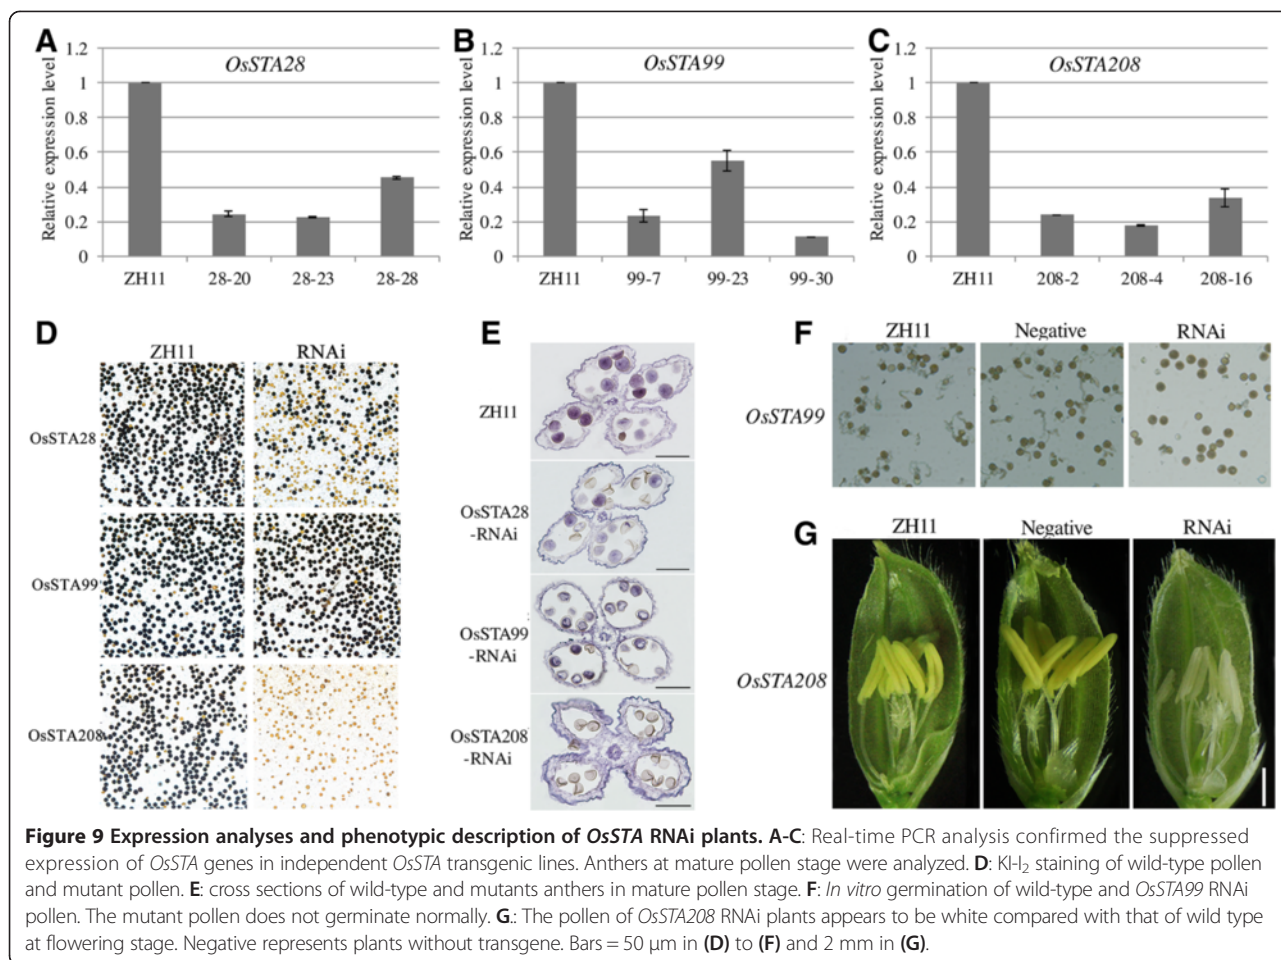 A
B
C
1.2
1
0.8
0.6
0.4
0.2
0
Relative expression level
OsSTA28
ZH11 28-20 28-23 28-28
1.2
1
0.8
0.6
0.4
0.2
0
Relative expression level
OsSTA99
ZH11 99-7 99-23 99-30
1.2
1
0.8
0.6
0.4
0.2
0
Relative expression level
OsSTA208
ZH11 208-2 208-4 208-16
D
ZH11 RNAi
OsSTA28
OsSTA99
OsSTA208
E
ZH11
OsSTA28
-RNAi
OsSTA99
-RNAi
OsSTA208
-RNAi
F
ZH11 Negative RNAi
OsSTA99
G
ZH11 Negative RNAi
OsSTA208
Figure 9 Expression analyses and phenotypic description of OsSTA RNAi plants. A-C: Real-time PCR analysis confirmed the suppressed
expression of OsSTA genes in independent OsSTA transgenic lines. Anthers at mature pollen stage were analyzed. D: KI-I₂ staining of wild-type pollen
and mutant pollen. E: cross sections of wild-type and mutants anthers in mature pollen stage. F: In vitro germination of wild-type and OsSTA99 RNAi
pollen. The mutant pollen does not germinate normally. G.: The pollen of OsSTA208 RNAi plants appears to be white compared with that of wild type
at flowering stage. Negative represents plants without transgene. Bars = 50 μm in (D) to (F) and 2 mm in (G).